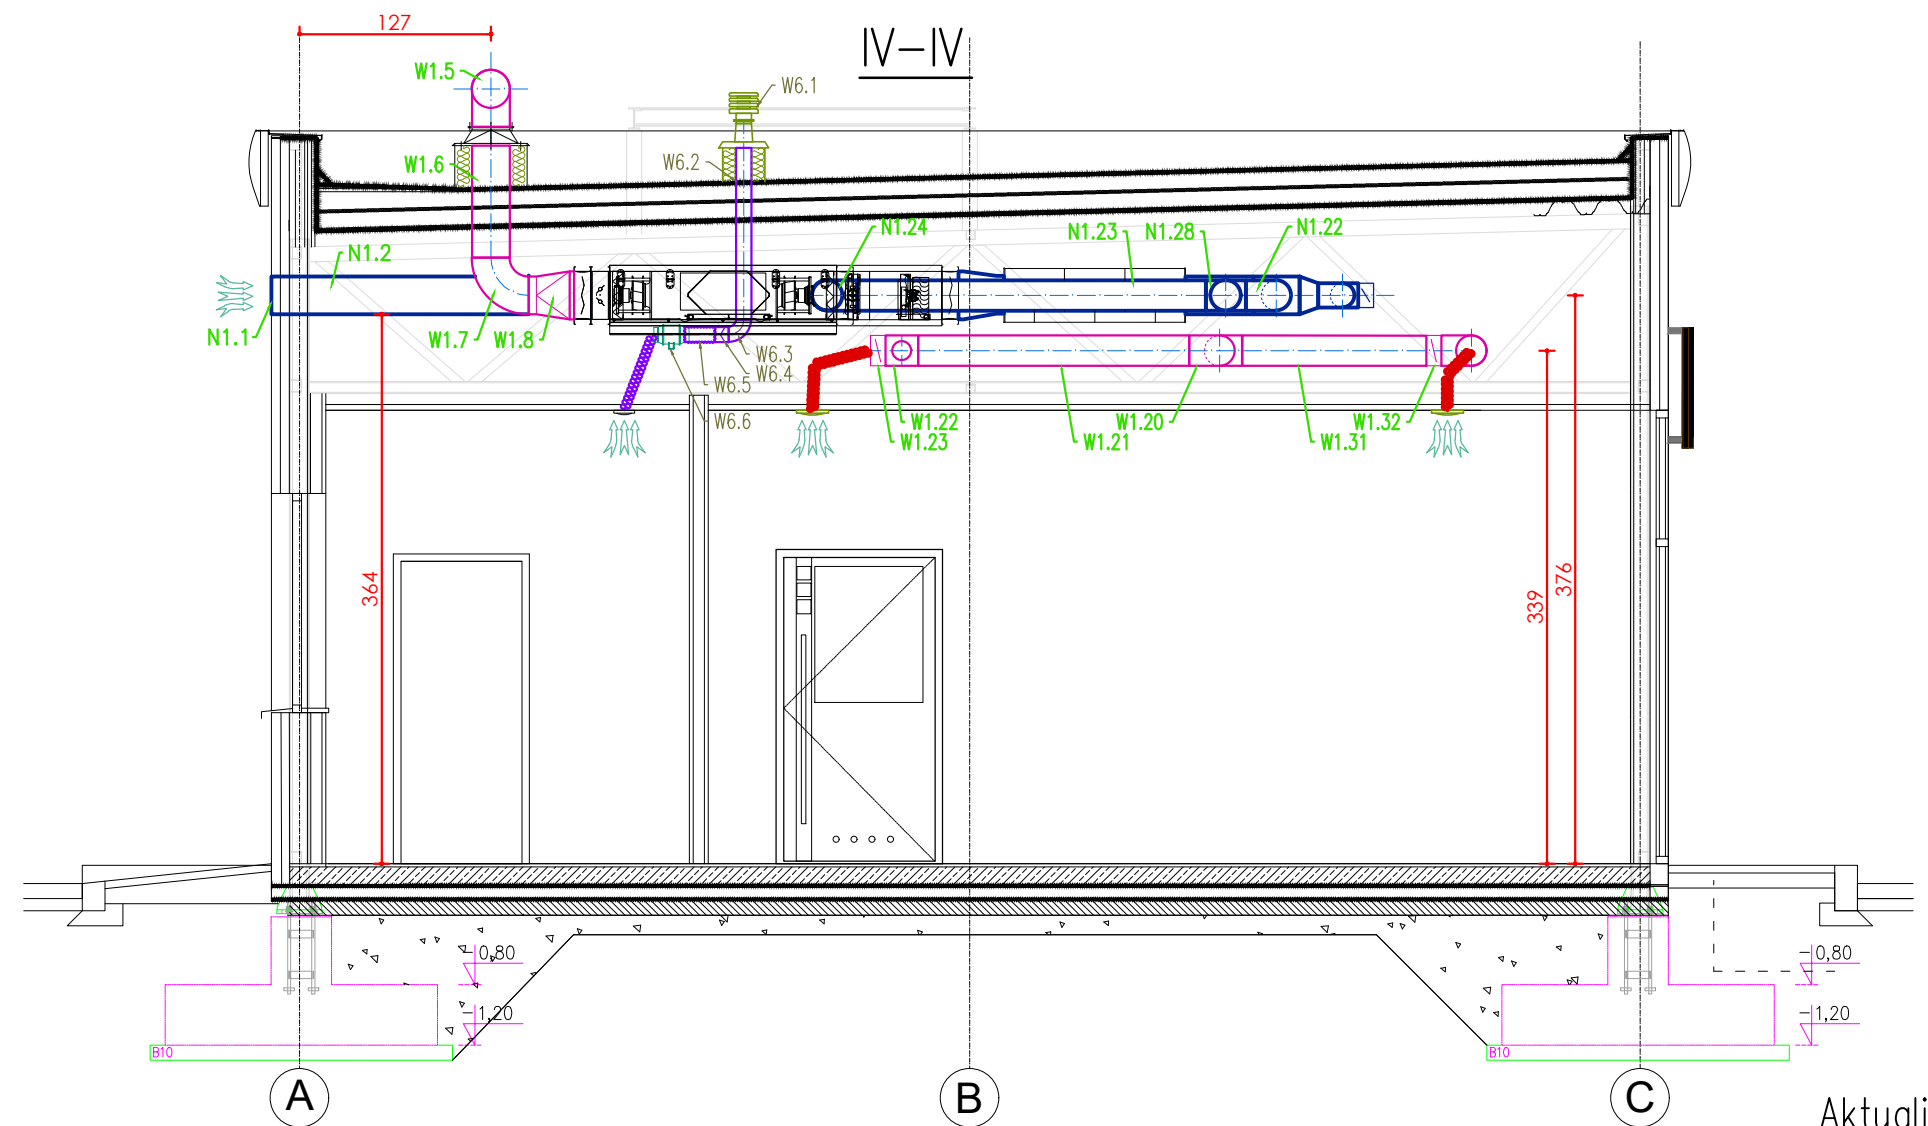 127
IV-IV
W1.5
W6.1
W1.6
W6.2
N1.2
N1.24
N1.23
N1.28
N1.22
N1.1
W1.7
W1.8
W6.3
W6.4
W6.5
W6.6
W1.22
W1.23
W1.20
W1.21
W1.32
W1.31
364
339
376
-0,80
-0,80
-1,20
-1,20
B10
B10
A
B
C
Aktuali